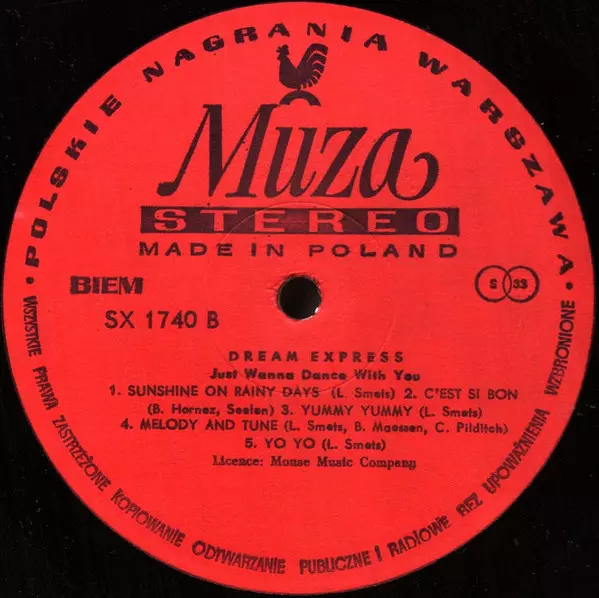 • POLSKIE NAGRANIA WARSZAWA •
Muza
STEREO
MADE IN POLAND
BIEM
S 33
SX 1740 B
DREAM EXPRESS
Just Wanna Dance With You
1. SUNSHINE ON RAINY DAYS (L. Smets) 2. C'EST SI BON
(B. Hornez, Seelen) 3. YUMMY YUMMY (L. Smets)
4. MELODY AND TUNE (L. Smets, B. Maessen, C. Pilditch)
5. YO YO (L. Smets)
Licence: Mouse Music Company
WSZYSTKIE PRAWA ZASTRZEŻONE KOPIOWANIE ODTWARZANIE PUBLICZNE I RADIOWE BEZ UPOWAŻNIENIA WZBRONIONE